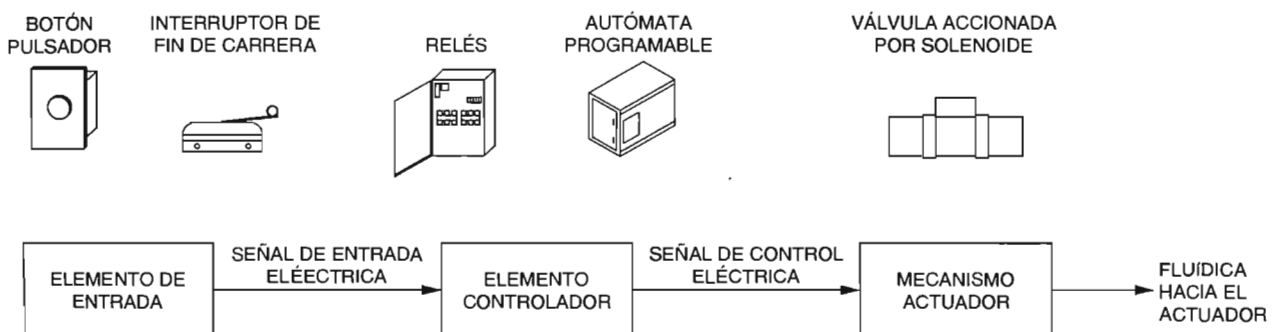 BOTÓN
PULSADOR
INTERRUPTOR DE
FIN DE CARRERA
RELÉS
AUTÓMATA
PROGRAMABLE
VÁLVULA ACCIONADA
POR SOLENOIDE
ELEMENTO DE
ENTRADA
SEÑAL DE ENTRADA
ELÉECTRICA
ELEMENTO
CONTROLADOR
SEÑAL DE CONTROL
ELÉCTRICA
MECANISMO
ACTUADOR
FLUÍDICA
HACIA EL
ACTUADOR